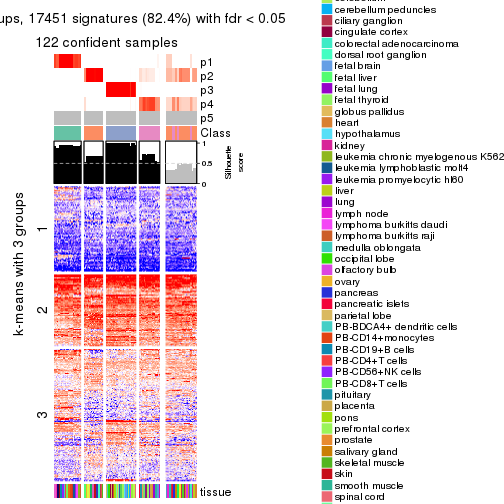 ups, 17451 signatures (82.4%) with fdr < 0.05
122 confident samples
p1
p2
p3
p4
p5
Class
1
0.5
0
Silhouette
score
k-means with 3 groups
1
2
3
tissue
cerebellum peduncles
ciliary ganglion
cingulate cortex
colorectal adenocarcinoma
dorsal root ganglion
fetal brain
fetal liver
fetal lung
fetal thyroid
globus pallidus
heart
hypothalamus
kidney
leukemia chronic myelogenous K562
leukemia lymphoblastic molt4
leukemia promyelocytic hl60
liver
lung
lymph node
lymphoma burkitts daudi
lymphoma burkitts raji
medulla oblongata
occipital lobe
olfactory bulb
ovary
pancreas
pancreatic islets
parietal lobe
PB-BDCA4+ dendritic cells
PB-CD14+monocytes
PB-CD19+B cells
PB-CD4+T cells
PB-CD56+NK cells
PB-CD8+T cells
pituitary
placenta
pons
prefrontal cortex
prostate
salivary gland
skeletal muscle
skin
smooth muscle
spinal cord